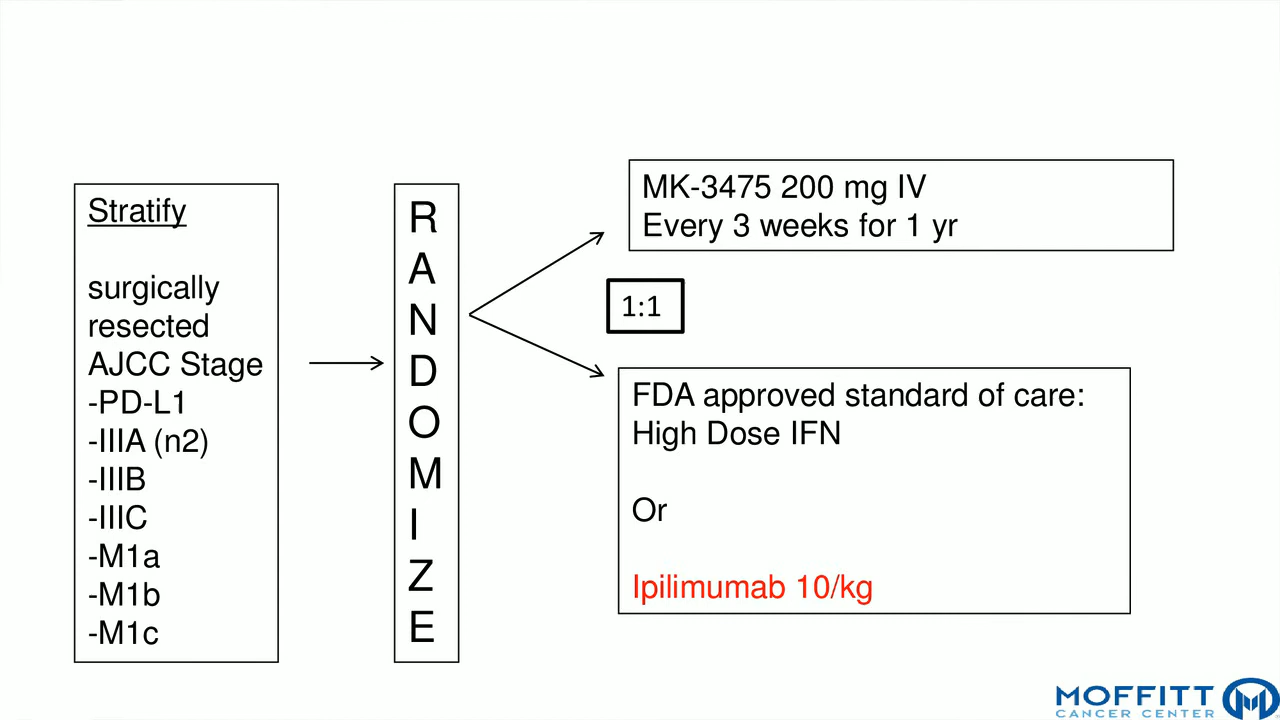 Stratify
surgically
resected
AJCC Stage
-PD-L1
-IIIA (n2)
-IIIB
-IIIC
-M1a
-M1b
-M1c
R
A
N
D
O
M
I
Z
E
MK-3475 200 mg IV
Every 3 weeks for 1 yr
1:1
FDA approved standard of care:
High Dose IFN
Or
Ipilimumab 10/kg
MOFFITT
CANCER CENTER